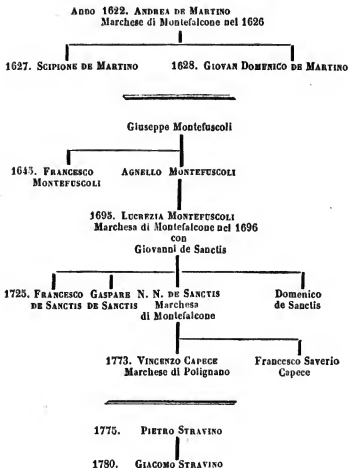 Anno 1622. Andrea de Martino
Marchese di Montefalcone nel 1626
1627. Scipione de Martino 1628. Giovan Domenico de Martino
Giuseppe Montefuscoli
1645. Francesco Montefuscoli
Agnello Montefuscoli
1695. Lucrezia Montefuscoli
Marchesa di Montefalcone nel 1696
con
Giovanni de Sanctis
1725. Francesco de Sanctis
Gaspare de Sanctis
N. N. de Sanctis
Marchesa
di Montefalcone
Domenico
de Sanctis
1773. Vincenzo Capece
Marchese di Polignano
Francesco Saverio
Capece
1775. Pietro Stravino
1780. Giacomo Stravino